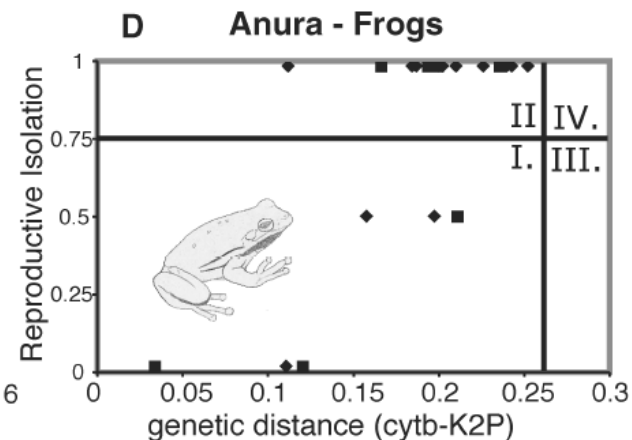 D Anura - Frogs
Reproductive Isolation
1
0.75
0.5
0.25
0
II IV.
I. III.
6
0 0.05 0.1 0.15 0.2 0.25 0.3
genetic distance (cytb-K2P)